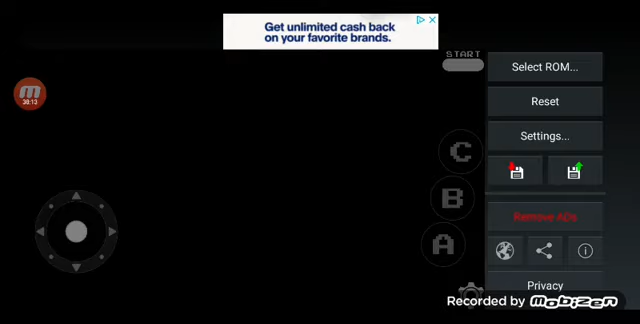 Get unlimited cash back
on your favorite brands.
START
Select ROM...
30:13
Reset
Settings...
C
B
A
Remove ADs
Privacy
Recorded by Mobizen